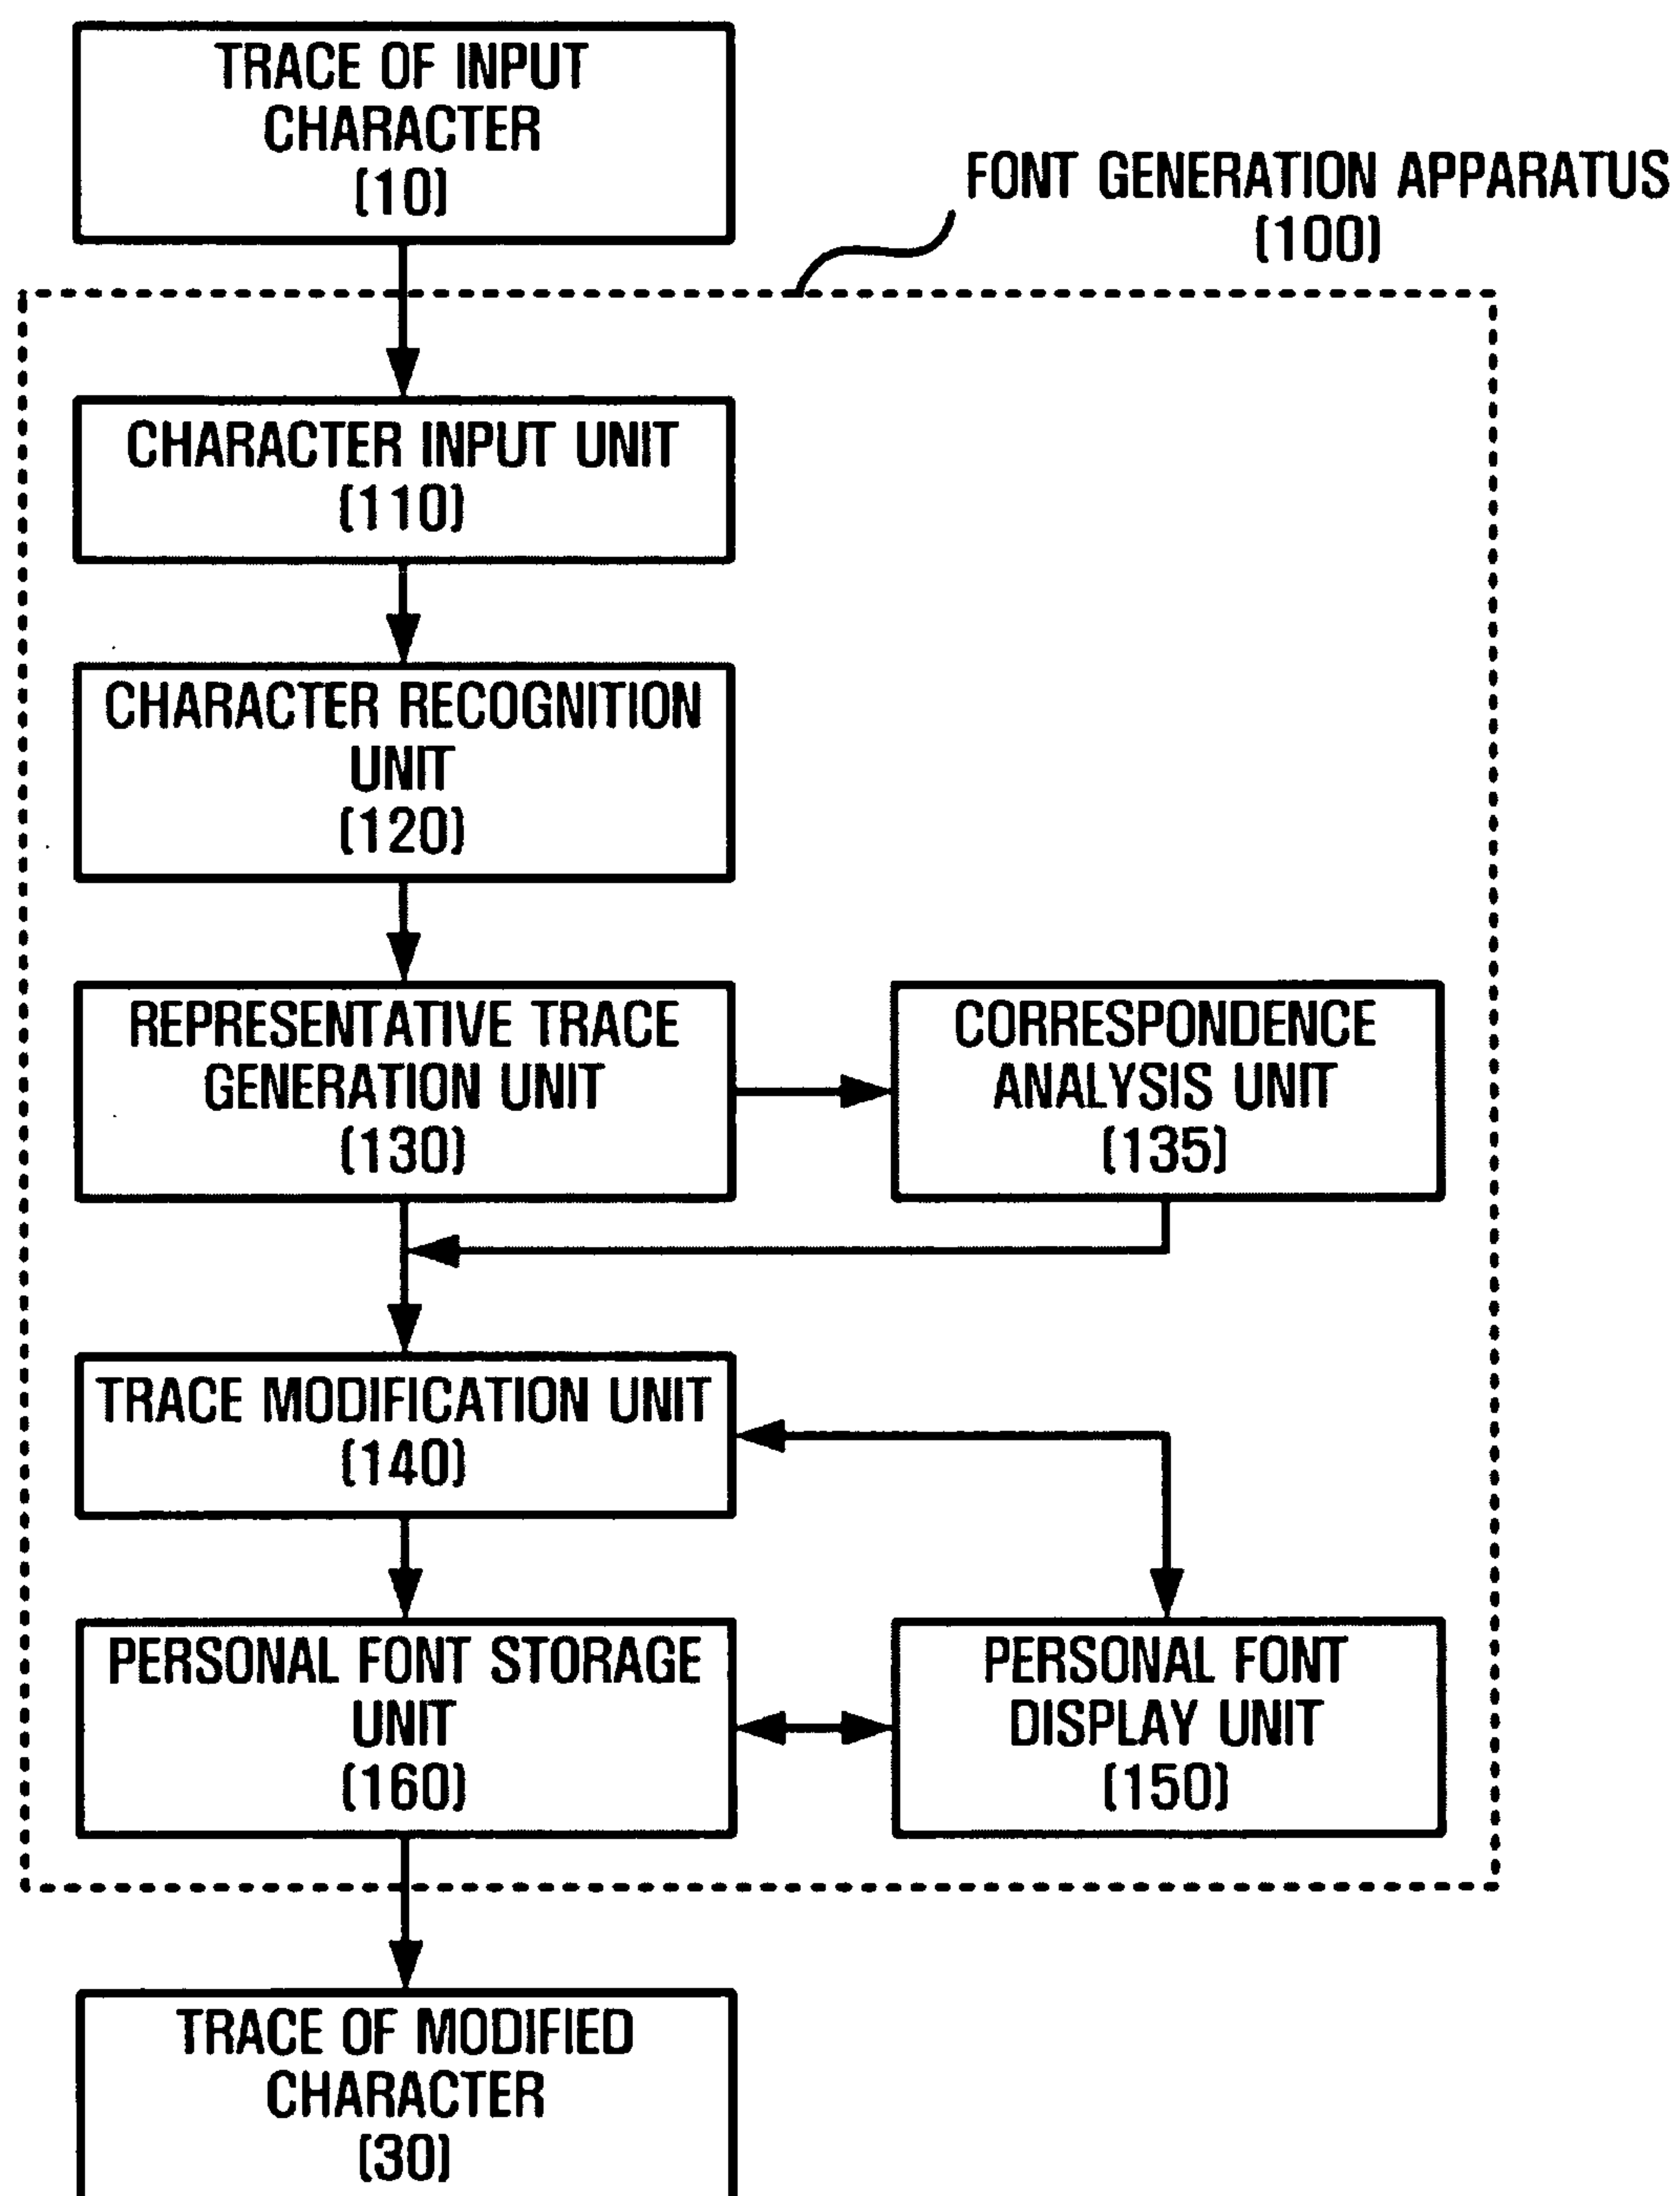 TRACE OF INPUT
CHARACTER
(10)
FONT GENERATION APPARATUS
(100)
CHARACTER INPUT UNIT
(110)
CHARACTER RECOGNITION
UNIT
(120)
REPRESENTATIVE TRACE
GENERATION UNIT
(130)
CORRESPONDENCE
ANALYSIS UNIT
(135)
TRACE MODIFICATION UNIT
(140)
PERSONAL FONT STORAGE
UNIT
(160)
PERSONAL FONT
DISPLAY UNIT
(150)
TRACE OF MODIFIED
CHARACTER
(30)